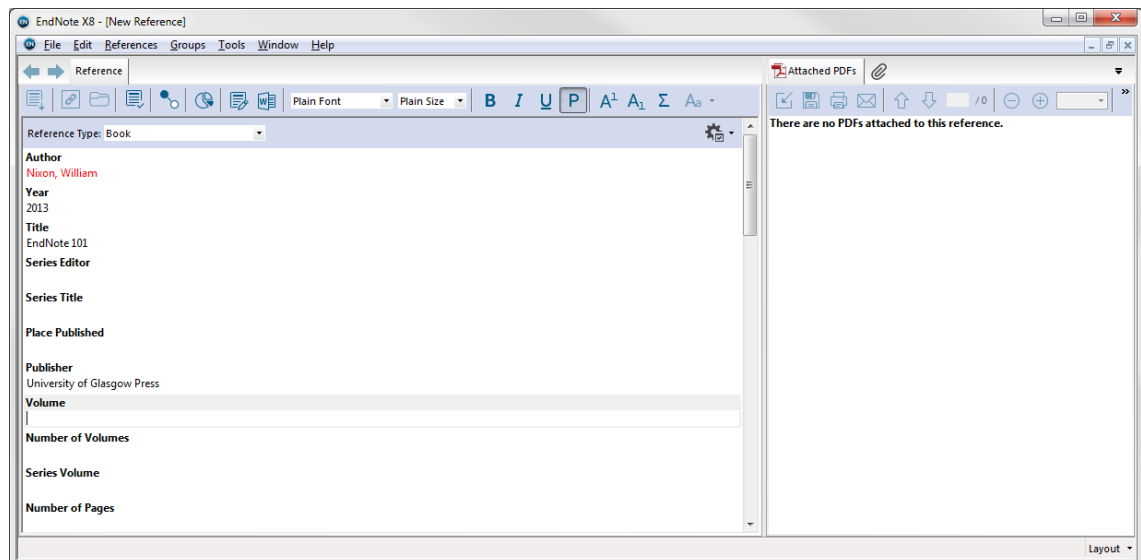 EndNote X8 - [New Reference]
File Edit References Groups Tools Window Help
Reference
Attached PDFs
Plain Font Plain Size B I U P A¹ A₁ Σ Aa
/0
»
Reference Type: Book
There are no PDFs attached to this reference.
Author
Nixon, William
Year
2013
Title
EndNote 101
Series Editor
Series Title
Place Published
Publisher
University of Glasgow Press
Volume
Number of Volumes
Series Volume
Number of Pages
Layout